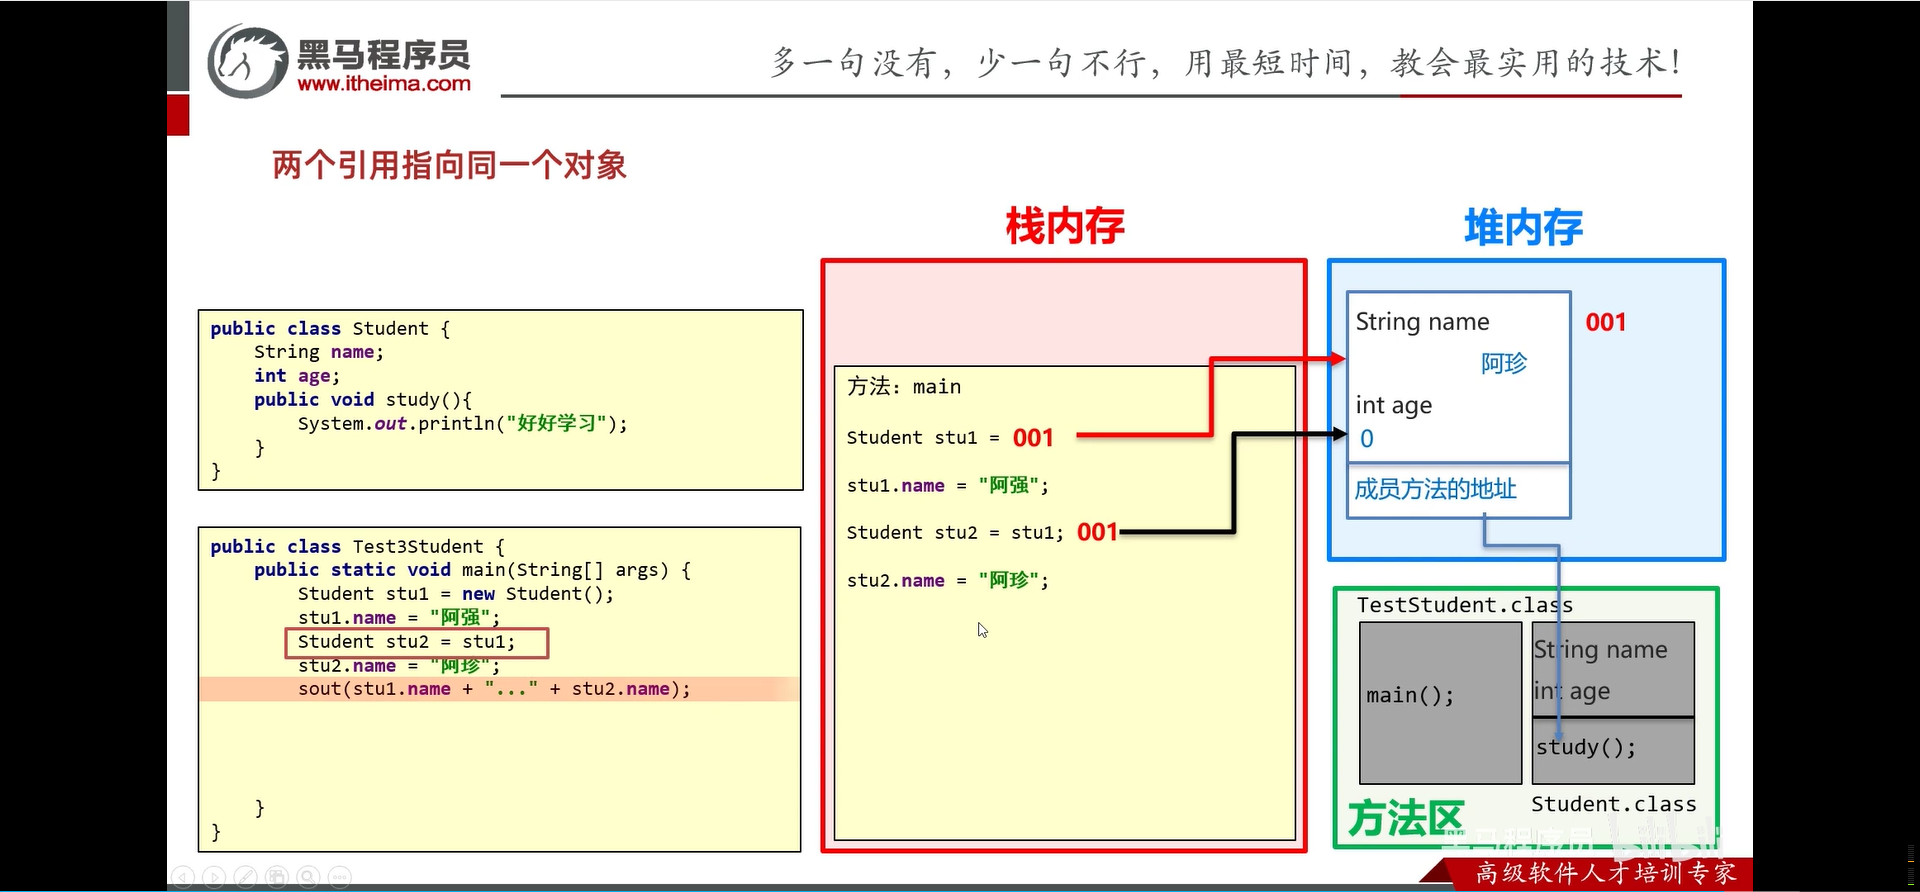 黑马程序员
www.itheima.com
多一句没有，少一句不行，用最短时间，教会最实用的技术！
两个引用指向同一个对象
public class Student {
String name;
int age;
public void study(){
System.out.println("好好学习");
}
}
public class Test3Student {
public static void main(String[] args) {
Student stu1 = new Student();
stu1.name = "阿强";
Student stu2 = stu1;
stu2.name = "阿珍";
sout(stu1.name + "..." + stu2.name);
}
}
栈内存
方法：main
Student stu1 = 001
stu1.name = "阿强";
Student stu2 = stu1; 001
stu2.name = "阿珍";
堆内存
String name
001
阿珍
int age
0
成员方法的地址
TestStudent.class
main();
String name
int age
study();
Student.class
方法区
黑马程序员 bilibili
高级软件人才培训专家